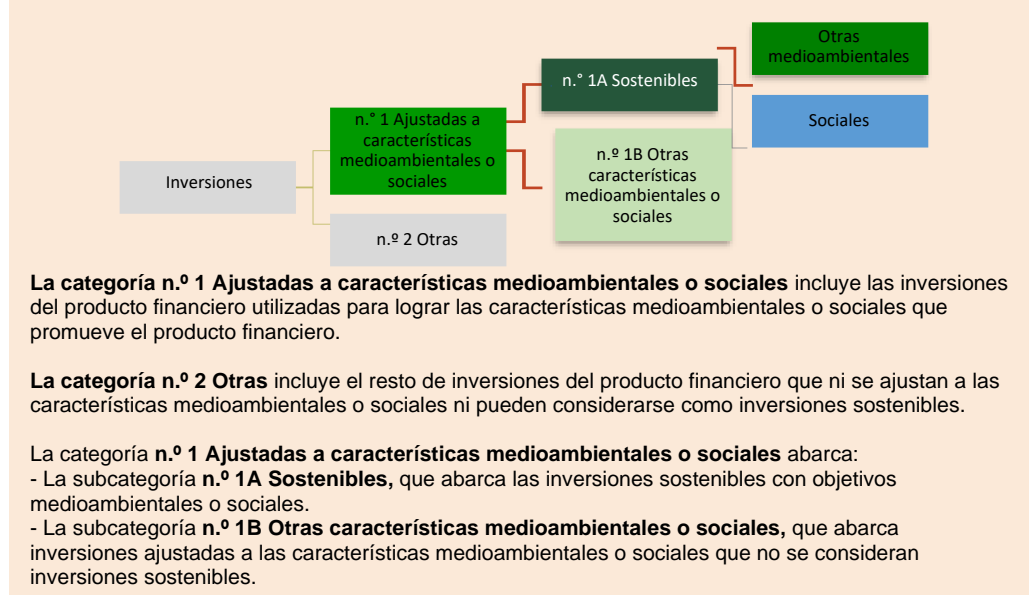 Otras
medioambientales
n.° 1A Sostenibles
Sociales
n.° 1 Ajustadas a
características
medioambientales o
sociales
n.º 1B Otras
características
medioambientales o
sociales
Inversiones
n.º 2 Otras
La categoría n.º 1 Ajustadas a características medioambientales o sociales incluye las inversiones
del producto financiero utilizadas para lograr las características medioambientales o sociales que
promueve el producto financiero.
La categoría n.º 2 Otras incluye el resto de inversiones del producto financiero que ni se ajustan a las
características medioambientales o sociales ni pueden considerarse como inversiones sostenibles.
La categoría n.º 1 Ajustadas a características medioambientales o sociales abarca:
- La subcategoría n.º 1A Sostenibles, que abarca las inversiones sostenibles con objetivos
medioambientales o sociales.
- La subcategoría n.º 1B Otras características medioambientales o sociales, que abarca
inversiones ajustadas a las características medioambientales o sociales que no se consideran
inversiones sostenibles.